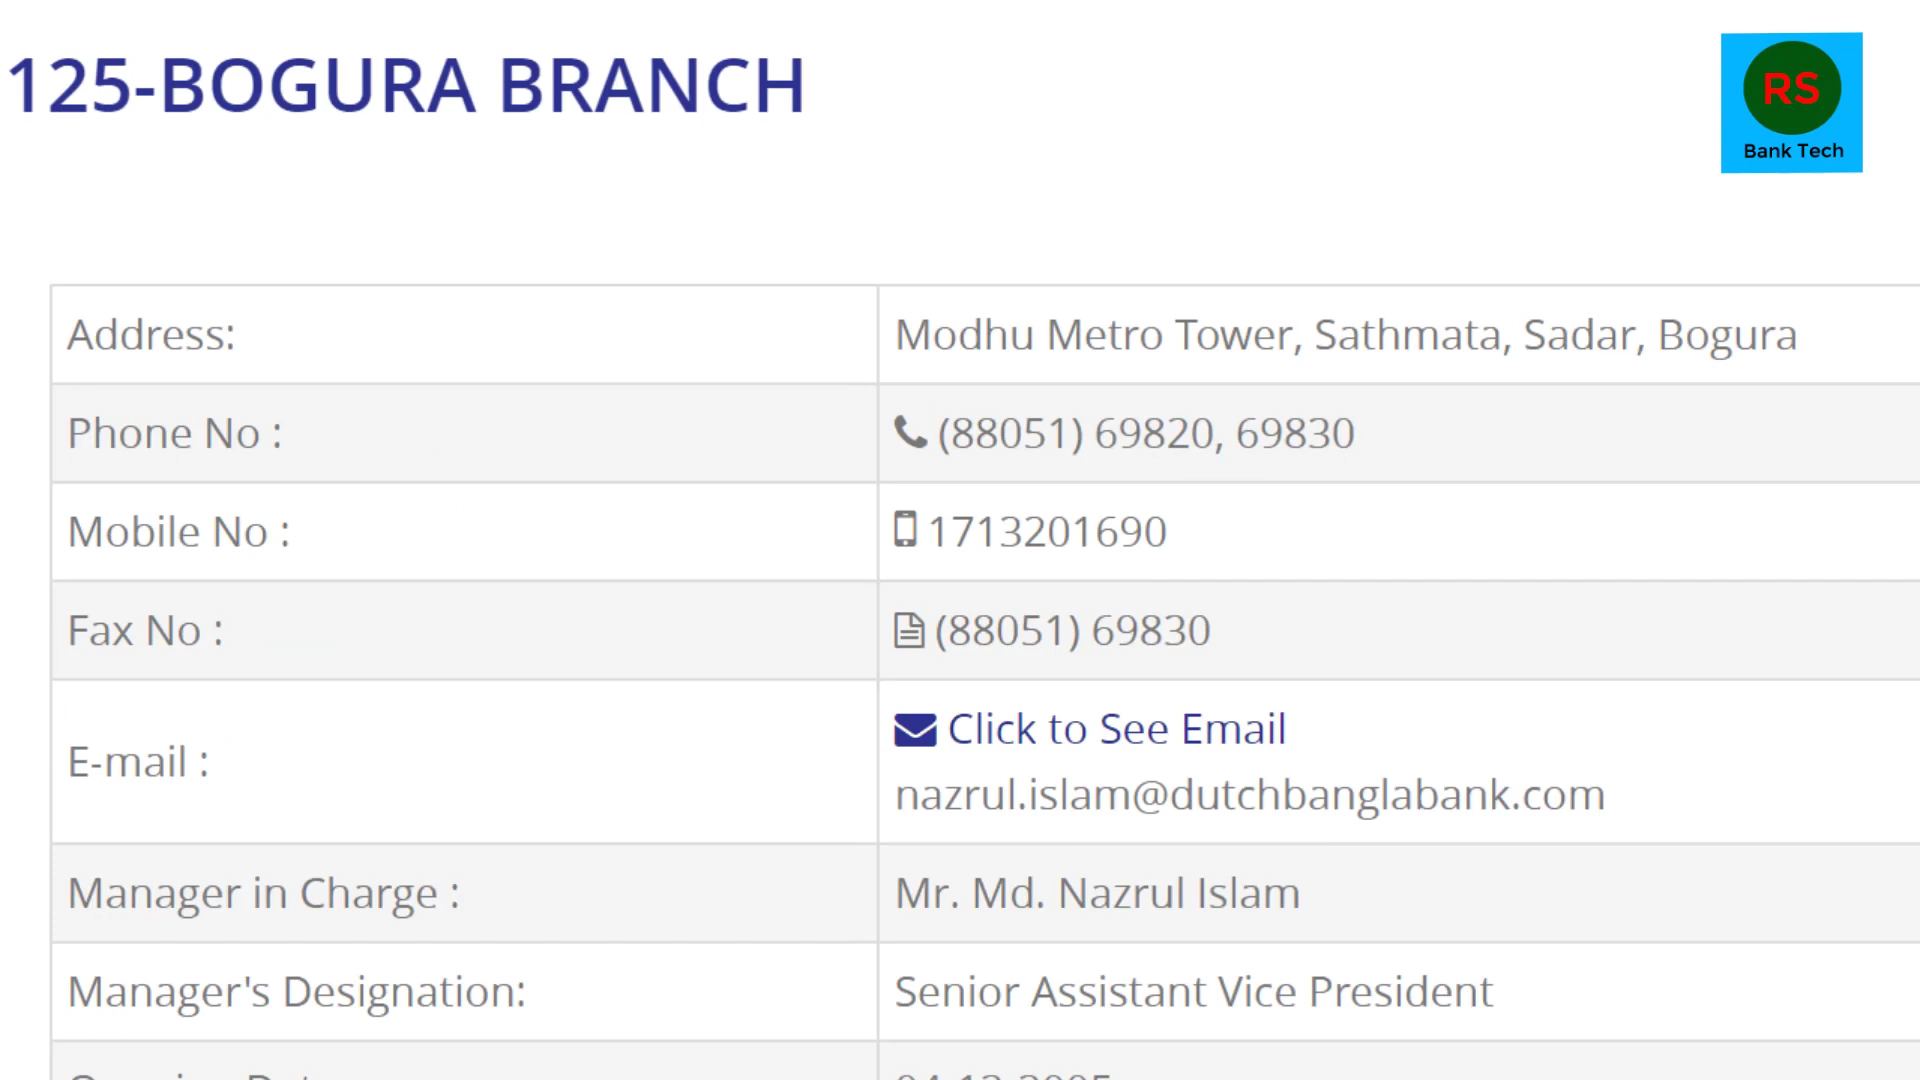 125-BOGURA BRANCH
RS
Bank Tech
Address: Modhu Metro Tower, Sathmata, Sadar, Bogura
Phone No : (88051) 69820, 69830
Mobile No : 1713201690
Fax No : (88051) 69830
E-mail : Click to See Email
nazrul.islam@dutchbanglabank.com
Manager in Charge : Mr. Md. Nazrul Islam
Manager's Designation: Senior Assistant Vice President